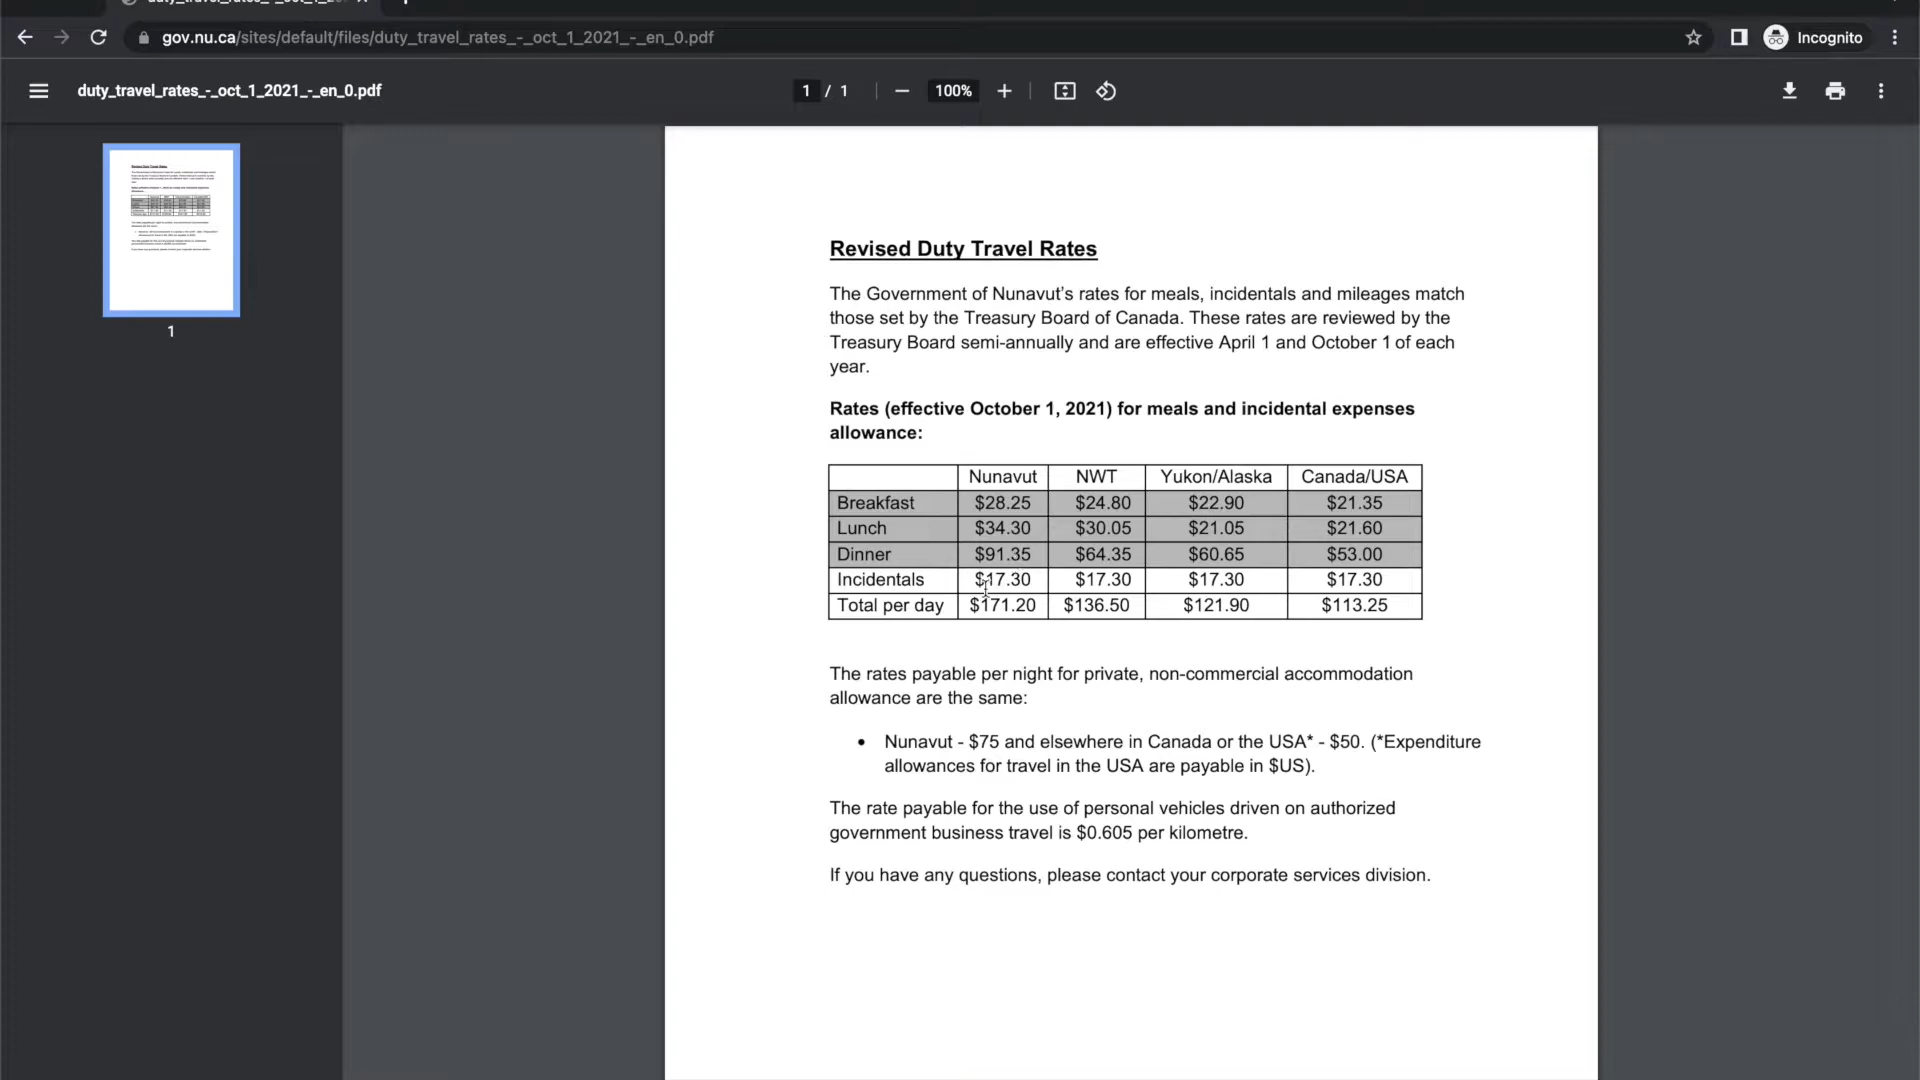 gov.nu.ca/sites/default/files/duty_travel_rates_-_oct_1_2021_-_en_0.pdf
Incognito
duty_travel_rates_-_oct_1_2021_-_en_0.pdf
1 / 1
100%
1
Revised Duty Travel Rates
The Government of Nunavut's rates for meals, incidentals and mileages match
those set by the Treasury Board of Canada. These rates are reviewed by the
Treasury Board semi-annually and are effective April 1 and October 1 of each
year.
Rates (effective October 1, 2021) for meals and incidental expenses
allowance:
Nunavut NWT Yukon/Alaska Canada/USA
Breakfast $28.25 $24.80 $22.90 $21.35
Lunch $34.30 $30.05 $21.05 $21.60
Dinner $91.35 $64.35 $60.65 $53.00
Incidentals $17.30 $17.30 $17.30 $17.30
Total per day $171.20 $136.50 $121.90 $113.25
The rates payable per night for private, non-commercial accommodation
allowance are the same:
• Nunavut - $75 and elsewhere in Canada or the USA* - $50. (*Expenditure
allowances for travel in the USA are payable in $US).
The rate payable for the use of personal vehicles driven on authorized
government business travel is $0.605 per kilometre.
If you have any questions, please contact your corporate services division.